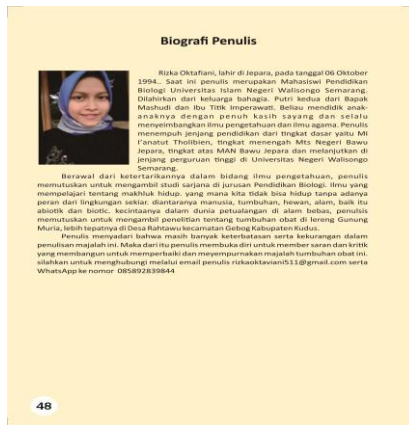 Biografi Penulis
Rizka Oktafiani, lahir di Jepara, pada tanggal 06 Oktober
1994.. Saat ini penulis merupakan Mahasiswi Pendidikan
Biologi Universitas Islam Negeri Walisongo Semarang.
Dilahirkan dari keluarga bahagia. Putri kedua dari Bapak
Mashudi dan Ibu Titik Imperawati. Beliau mendidik anak-
anaknya dengan penuh kasih sayang dan selalu
menyeimbangkan ilmu pengetahuan dan ilmu agama. Penulis
menempuh jenjang pendidikan dari tingkat dasar yaitu MI
I'anatut Tholibien, tingkat menengah Mts Negeri Bawu
Jepara, tingkat atas MAN Bawu Jepara dan melanjutkan di
jenjang perguruan tinggi di Universitas Negeri Walisongo
Semarang.
Berawal dari ketertarikannya dalam bidang ilmu pengetahuan, penulis
memutuskan untuk mengambil studi sarjana di jurusan Pendidikan Biologi. Ilmu yang
mempelajari tentang makhluk hidup. yang mana kita tidak bisa hidup tanpa adanya
peran dari lingkungan sekiar. diantaranya manusia, tumbuhan, hewan, alam, baik itu
abiotik dan biotic. kecintaanya dalam dunia petualangan di alam bebas, penulsis
memutuskan untuk mengambil penelitian tentang tumbuhan obat di lereng Gunung
Muria, lebih tepatnya di Desa Rahtawu kecamatan Gebog Kabupaten Kudus.
Penulis menyadari bahwa masih banyak keterbatasan serta kekurangan dalam
penulisan majalah ini. Maka dari itu penulis membuka diri untuk member saran dan kritik
yang membangun untuk memperbaiki dan meyempurnakan majalah tumbuhan obat ini.
silahkan untuk menghubungi melalui email penulis rizkaoktaviani511@gmail.com serta
WhatsApp ke nomor 085892839844
48